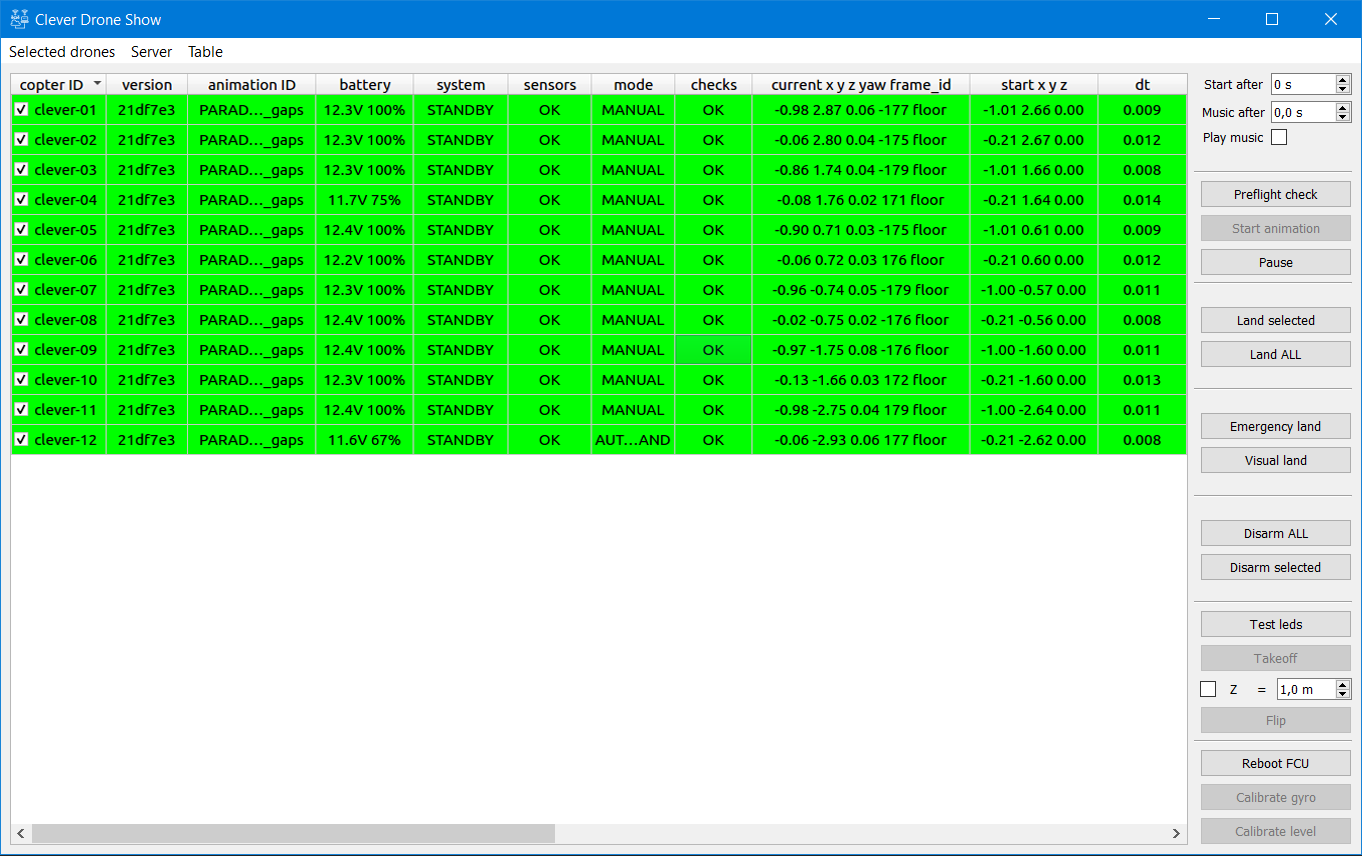 Clever Drone Show
Selected drones Server Table
copter ID version animation ID battery system sensors mode checks current x y z yaw frame_id start x y z dt
clever-01 21df7e3 PARAD…_gaps 12.3V 100% STANDBY OK MANUAL OK -0.98 2.87 0.06 -177 floor -1.01 2.66 0.00 0.009
clever-02 21df7e3 PARAD…_gaps 12.3V 100% STANDBY OK MANUAL OK -0.06 2.80 0.04 -175 floor -0.21 2.67 0.00 0.012
clever-03 21df7e3 PARAD…_gaps 12.3V 100% STANDBY OK MANUAL OK -0.86 1.74 0.04 -179 floor -1.01 1.66 0.00 0.008
clever-04 21df7e3 PARAD…_gaps 11.7V 75% STANDBY OK MANUAL OK -0.08 1.76 0.02 171 floor -0.21 1.64 0.00 0.014
clever-05 21df7e3 PARAD…_gaps 12.4V 100% STANDBY OK MANUAL OK -0.90 0.71 0.03 -175 floor -1.01 0.61 0.00 0.009
clever-06 21df7e3 PARAD…_gaps 12.2V 100% STANDBY OK MANUAL OK -0.06 0.72 0.03 176 floor -0.21 0.60 0.00 0.012
clever-07 21df7e3 PARAD…_gaps 12.3V 100% STANDBY OK MANUAL OK -0.96 -0.74 0.05 -179 floor -1.00 -0.57 0.00 0.011
clever-08 21df7e3 PARAD…_gaps 12.4V 100% STANDBY OK MANUAL OK -0.02 -0.75 0.02 -176 floor -0.21 -0.56 0.00 0.008
clever-09 21df7e3 PARAD…_gaps 12.4V 100% STANDBY OK MANUAL OK -0.97 -1.75 0.08 -176 floor -1.00 -1.60 0.00 0.011
clever-10 21df7e3 PARAD…_gaps 12.3V 100% STANDBY OK MANUAL OK -0.13 -1.66 0.03 172 floor -0.21 -1.60 0.00 0.013
clever-11 21df7e3 PARAD…_gaps 12.4V 100% STANDBY OK MANUAL OK -0.98 -2.75 0.04 179 floor -1.00 -2.64 0.00 0.011
clever-12 21df7e3 PARAD…_gaps 11.6V 67% STANDBY OK AUT…AND OK -0.06 -2.93 0.06 177 floor -0.21 -2.62 0.00 0.008
Start after 0 s
Music after 0,0 s
Play music
Preflight check
Start animation
Pause
Land selected
Land ALL
Emergency land
Visual land
Disarm ALL
Disarm selected
Test leds
Takeoff
Z = 1,0 m
Flip
Reboot FCU
Calibrate gyro
Calibrate level